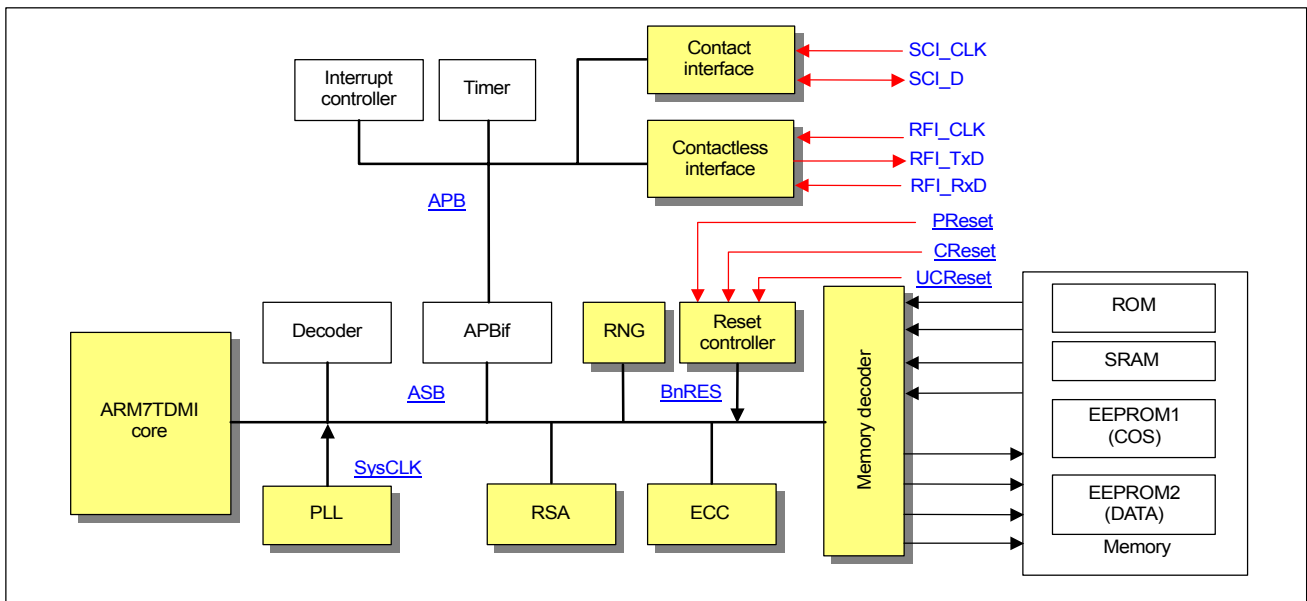 Contact
interface
SCI_CLK
SCI_D
Interrupt
controller
Timer
Contactless
interface
RFI_CLK
RFI_TxD
RFI_RxD
APB
PReset
CReset
UCReset
Decoder
APBif
RNG
Reset
controller
ROM
SRAM
EEPROM1
(COS)
EEPROM2
(DATA)
Memory
Memory decoder
ARM7TDMI
core
ASB
BnRES
SysCLK
PLL
RSA
ECC